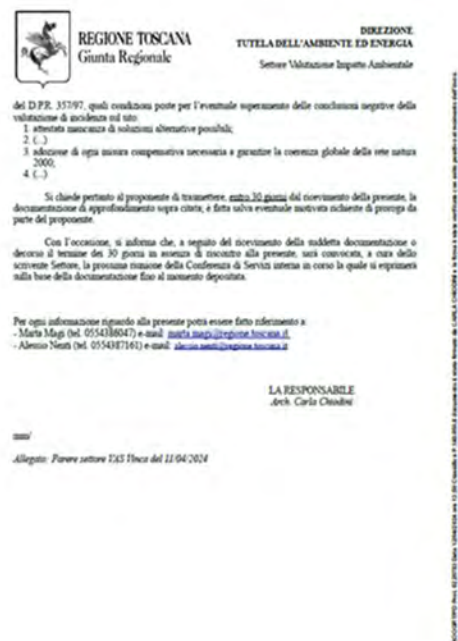 REGIONE TOSCANA
Giunta Regionale
DIREZIONE
TUTELA DELL'AMBIENTE ED ENERGIA
Settore Valutazione Impatto Ambientale
del D.P.R. 357/97, quali condizioni poste per l'eventuale superamento delle conclusioni negative della
valutazione di incidenza sul sito:
1. attestata mancanza di soluzioni alternative possibili;
2. (...)
3. adozione di ogni misura compensativa necessaria a garantire la coerenza globale della rete natura
2000;
4. (...)
Si chiede pertanto al proponente di trasmettere, entro 30 giorni dal ricevimento della presente, la
documentazione di approfondimento sopra citata; è fatta salva eventuale motivata richiesta di proroga da
parte del proponente.
Con l'occasione, si informa che, a seguito del ricevimento della suddetta documentazione o
decorso il termine dei 30 giorni in assenza di riscontro alla presente, sarà convocata, a cura dello
scrivente Settore, la prossima riunione della Conferenza di Servizi interna in corso la quale si esprimerà
sulla base della documentazione fino al momento depositata.
Per ogni informazione riguardo alla presente potrà essere fatto riferimento a:
- Marta Magi (tel. 0554386047) e-mail: marta.magi@regione.toscana.it
- Alessio Nenti (tel. 0554387161) e-mail: alessio.nenti@regione.toscana.it
LA RESPONSABILE
Arch. Carla Chiodini
Allegato: Parere settore VAS Vinca del 11/04/2024